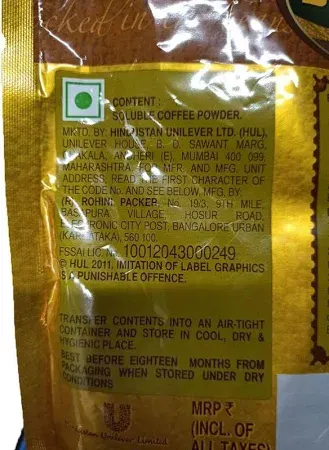 CONTENT :
SOLUBLE COFFEE POWDER.
MKTD. BY: HINDUSTAN UNILEVER LTD. (HUL),
UNILEVER HOUSE, B. D. SAWANT MARG,
CHAKALA, ANDHERI (E), MUMBAI 400 099,
MAHARASHTRA. FOR MFR. AND MFG. UNIT
ADDRESS, READ THE FIRST CHARACTER OF
THE CODE No. AND SEE BELOW. MFG. BY:
(R) ROHINI PACKER, No. 19/3, 9TH MILE,
BASAPURA VILLAGE, HOSUR ROAD,
ELECTRONIC CITY POST, BANGALORE URBAN
(KARNATAKA), 560 100.
FSSAI LIC. No. 10012043000249
© HUL 2011. IMITATION OF LABEL GRAPHICS
IS A PUNISHABLE OFFENCE.
TRANSFER CONTENTS INTO AN AIR-TIGHT
CONTAINER AND STORE IN COOL, DRY &
HYGIENIC PLACE.
BEST BEFORE EIGHTEEN MONTHS FROM
PACKAGING WHEN STORED UNDER DRY
CONDITIONS
Hindustan Unilever Limited
MRP ₹
(INCL. OF
ALL TAXES)